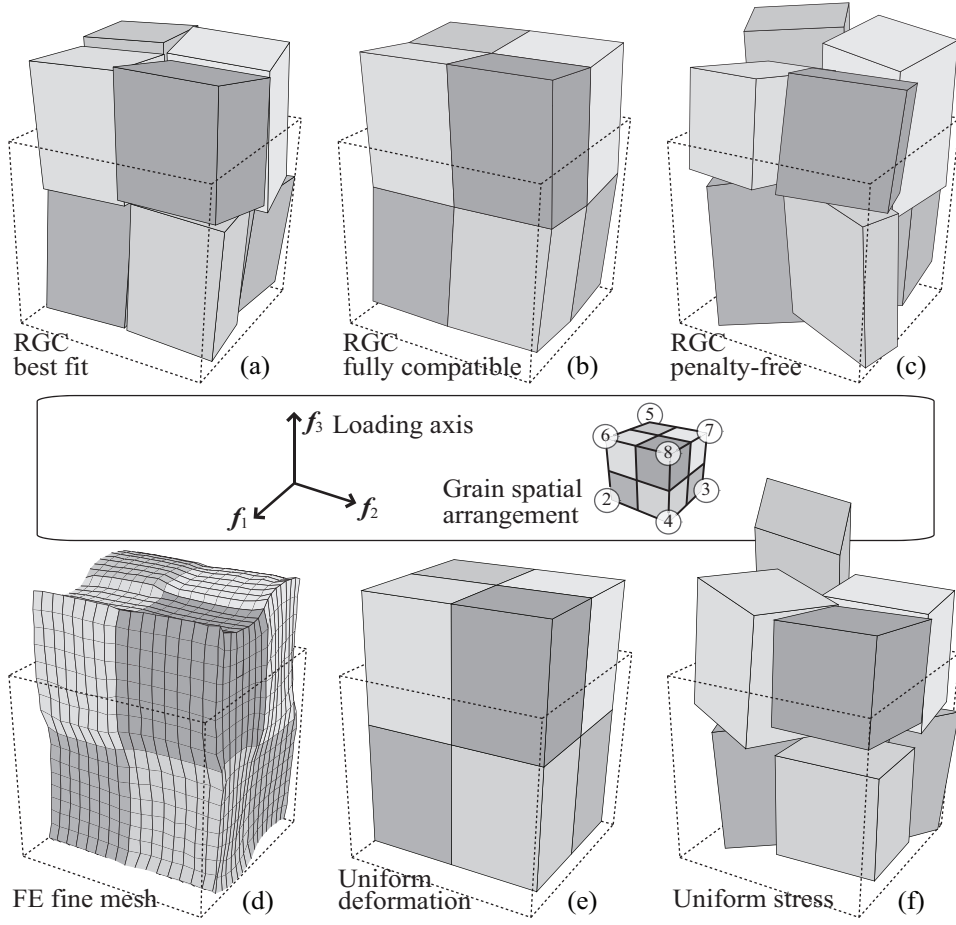 RGC
best fit
(a)
RGC
fully compatible
(b)
RGC
penalty-free
(c)
f3 Loading axis
f1
f2
Grain spatial
arrangement
5
6
7
8
2
3
4
FE fine mesh
(d)
Uniform
deformation
(e)
Uniform stress
(f)